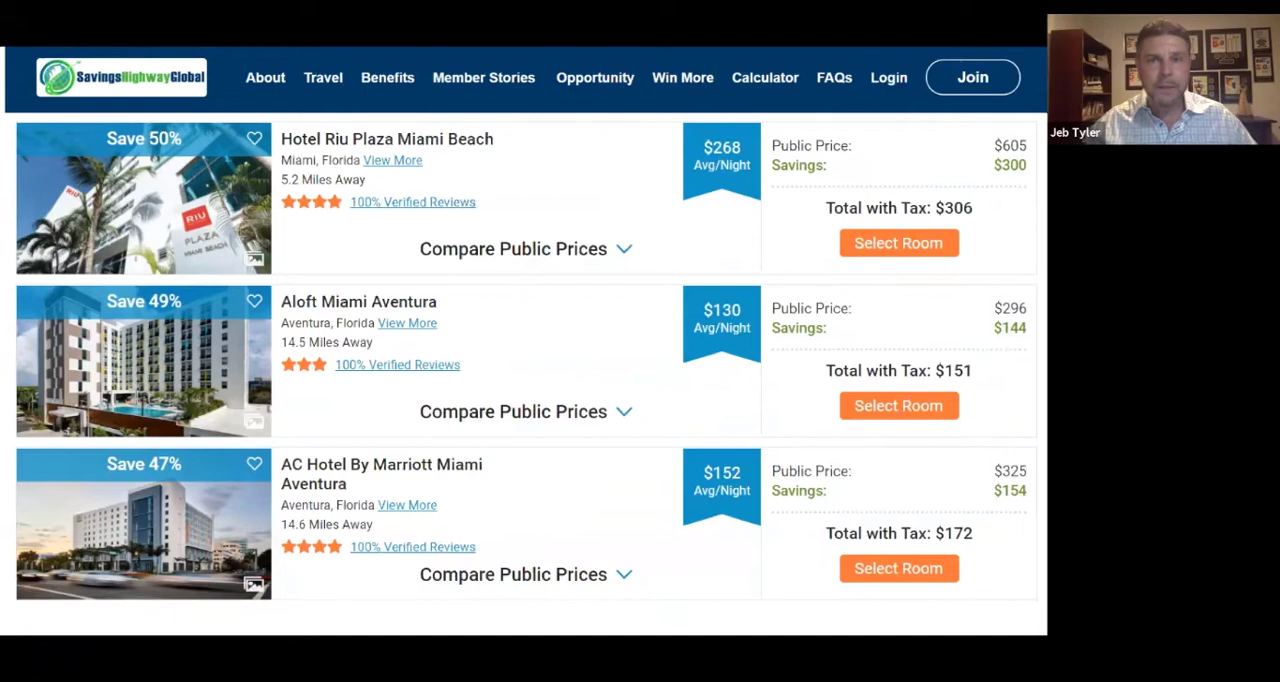 SavingsHighwayGlobal
About Travel Benefits Member Stories Opportunity Win More Calculator FAQs Login Join
Jeb Tyler
Save 50%
RIU
RIU
PLAZA
MIAMI BEACH
Hotel Riu Plaza Miami Beach
Miami, Florida View More
5.2 Miles Away
100% Verified Reviews
Compare Public Prices
$268
Avg/Night
Public Price: $605
Savings: $300
Total with Tax: $306
Select Room
Save 49%
Aloft Miami Aventura
Aventura, Florida View More
14.5 Miles Away
100% Verified Reviews
Compare Public Prices
$130
Avg/Night
Public Price: $296
Savings: $144
Total with Tax: $151
Select Room
Save 47%
AC Hotel By Marriott Miami
Aventura
Aventura, Florida View More
14.6 Miles Away
100% Verified Reviews
Compare Public Prices
$152
Avg/Night
Public Price: $325
Savings: $154
Total with Tax: $172
Select Room